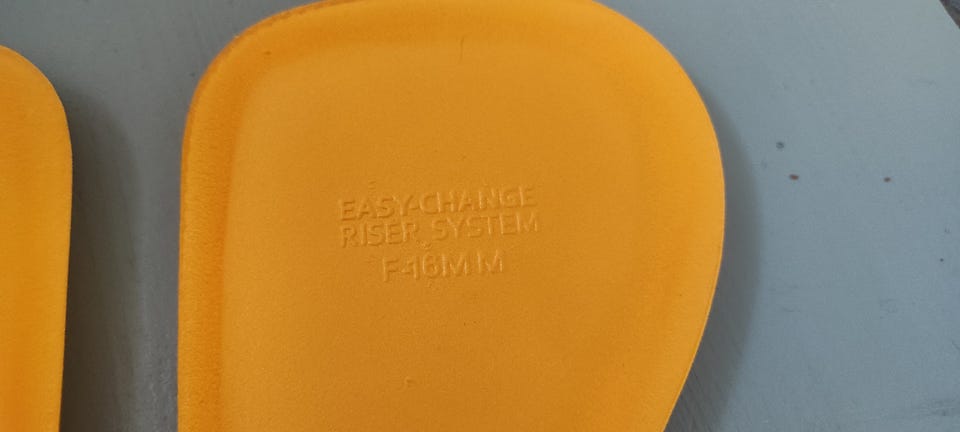 EASY-CHANGE
RISER SYSTEM
F-16MM